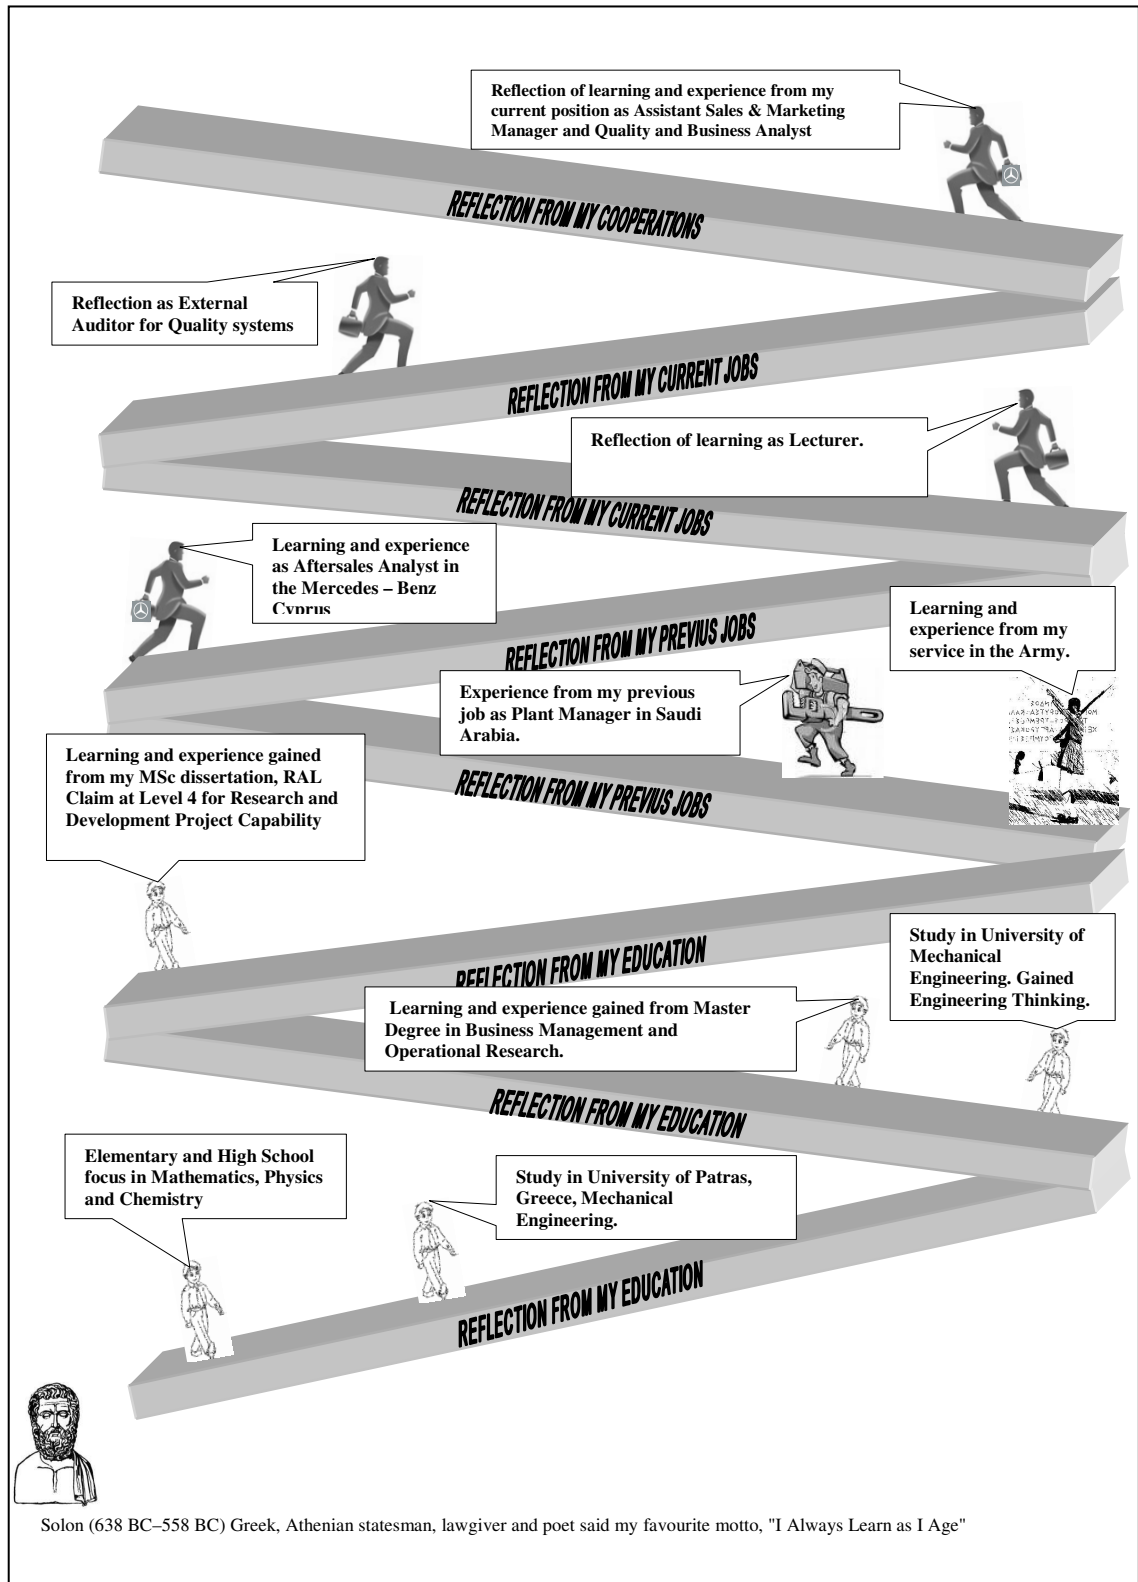 Reflection of learning and experience from my
current position as Assistant Sales & Marketing
Manager and Quality and Business Analyst
REFLECTION FROM MY COOPERATIONS
Reflection as External
Auditor for Quality systems
REFLECTION FROM MY CURRENT JOBS
Reflection of learning as Lecturer.
REFLECTION FROM MY CURRENT JOBS
Learning and experience
as Aftersales Analyst in
the Mercedes – Benz
Cyprus
Learning and
experience from my
service in the Army.
REFLECTION FROM MY PREVIUS JOBS
Experience from my previous
job as Plant Manager in Saudi
Arabia.
Learning and experience gained
from my MSc dissertation, RAL
Claim at Level 4 for Research and
Development Project Capability
REFLECTION FROM MY PREVIUS JOBS
Study in University of
Mechanical
Engineering. Gained
Engineering Thinking.
REFLECTION FROM MY EDUCATION
Learning and experience gained from Master
Degree in Business Management and
Operational Research.
REFLECTION FROM MY EDUCATION
Elementary and High School
focus in Mathematics, Physics
and Chemistry
Study in University of Patras,
Greece, Mechanical
Engineering.
REFLECTION FROM MY EDUCATION
Solon (638 BC–558 BC) Greek, Athenian statesman, lawgiver and poet said my favourite motto, "I Always Learn as I Age"